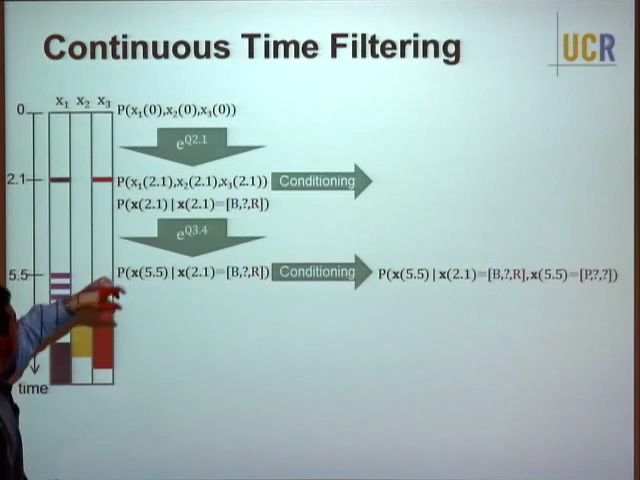 Continuous Time Filtering
UCR
x₁ x₂ x₃
0
P(x₁(0),x₂(0),x₃(0))
e^Q2.1
2.1
P(x₁(2.1),x₂(2.1),x₃(2.1))
Conditioning
P(x(2.1) | x(2.1)=[B,?,R])
e^Q3.4
5.5
P(x(5.5) | x(2.1)=[B,?,R])
Conditioning
P(x(5.5) | x(2.1)=[B,?,R],x(5.5)=[P,?,?])
time